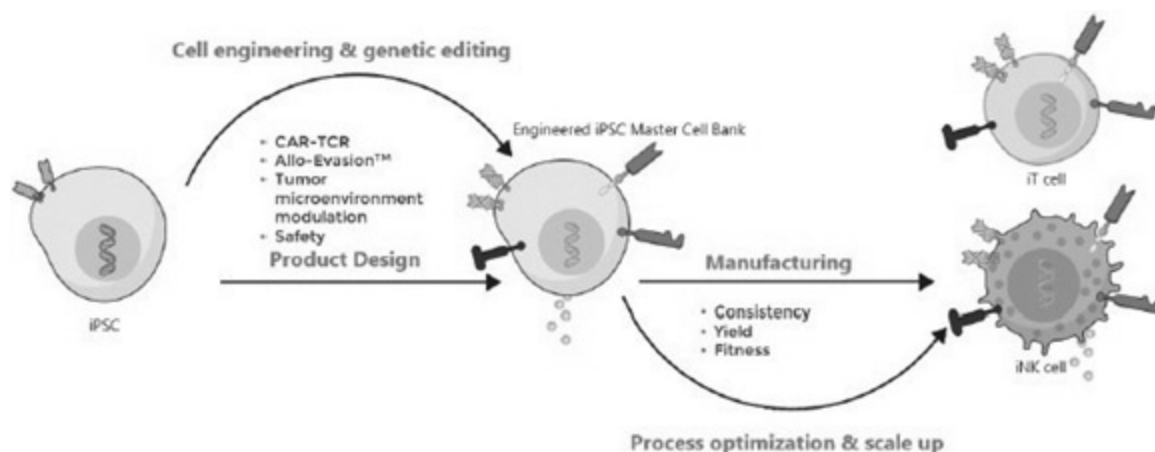 Cell engineering & genetic editing
• CAR-TCR
• Allo-Evasion™
• Tumor
microenvironment
modulation
• Safety
Product Design
iPSC
Engineered iPSC Master Cell Bank
Manufacturing
• Consistency
• Yield
• Fitness
Process optimization & scale up
iT cell
iNK cell